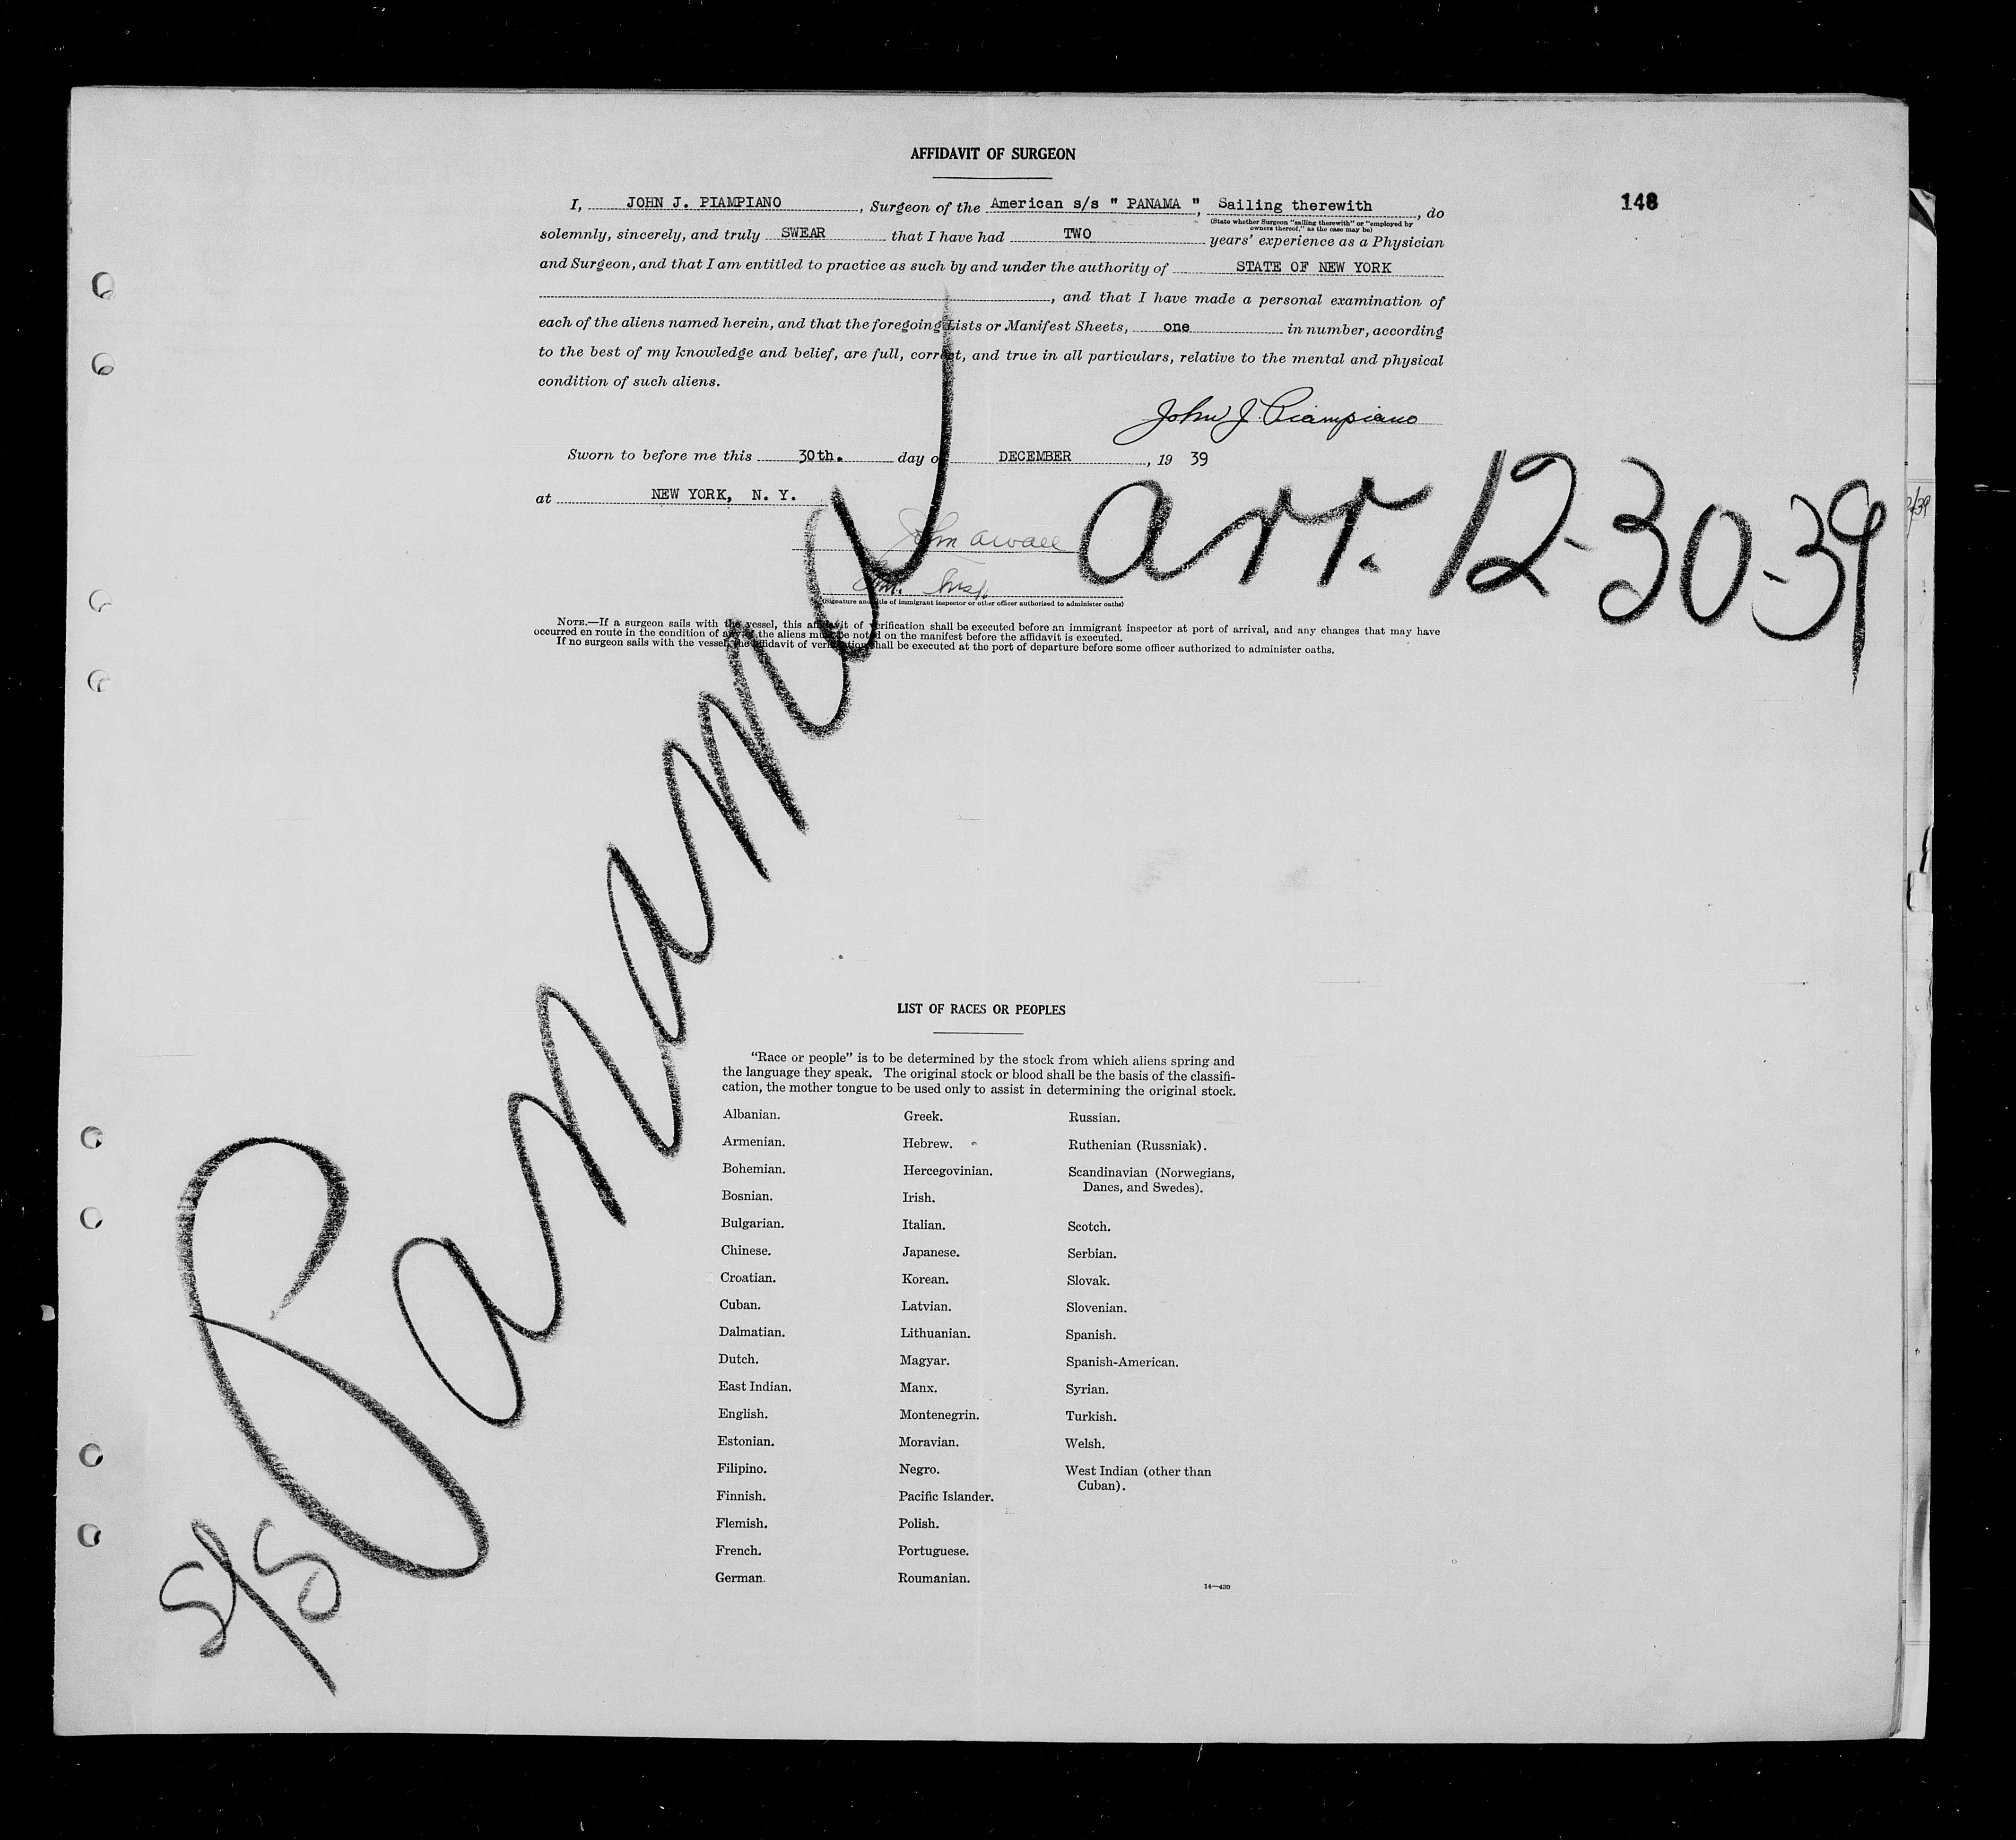 AFFIDAVIT OF SURGEON
148
I, JOHN J. PIAMPIANO, Surgeon of the American s/s " PANAMA ", Sailing therewith, do
(State whether Surgeon "sailing therewith" or "employed by
owners thereof," as the case may be)
solemnly, sincerely, and truly SWEAR that I have had TWO years' experience as a Physician
and Surgeon, and that I am entitled to practice as such by and under the authority of STATE OF NEW YORK
, and that I have made a personal examination of
each of the aliens named herein, and that the foregoing Lists or Manifest Sheets, one in number, according
to the best of my knowledge and belief, are full, correct, and true in all particulars, relative to the mental and physical
condition of such aliens.
John J. Piampiano
Sworn to before me this 30th. day of DECEMBER, 19 39
at NEW YORK, N. Y.
arr. 12-30-39
John
(Signature and title of immigrant inspector or other officer authorized to administer oaths)
NOTE.—If a surgeon sails with the vessel, this affidavit of verification shall be executed before an immigrant inspector at port of arrival, and any changes that may have
occurred en route in the condition of any of the aliens must be noted on the manifest before the affidavit is executed.
If no surgeon sails with the vessel, the affidavit of verification shall be executed at the port of departure before some officer authorized to administer oaths.
s/s Panama
LIST OF RACES OR PEOPLES
"Race or people" is to be determined by the stock from which aliens spring and
the language they speak. The original stock or blood shall be the basis of the classifi-
cation, the mother tongue to be used only to assist in determining the original stock.
Albanian.
Armenian.
Bohemian.
Bosnian.
Bulgarian.
Chinese.
Croatian.
Cuban.
Dalmatian.
Dutch.
East Indian.
English.
Estonian.
Filipino.
Finnish.
Flemish.
French.
German.
Greek.
Hebrew.
Hercegovinian.
Irish.
Italian.
Japanese.
Korean.
Latvian.
Lithuanian.
Magyar.
Manx.
Montenegrin.
Moravian.
Negro.
Pacific Islander.
Polish.
Portuguese.
Roumanian.
Russian.
Ruthenian (Russniak).
Scandinavian (Norwegians,
Danes, and Swedes).
Scotch.
Serbian.
Slovak.
Slovenian.
Spanish.
Spanish-American.
Syrian.
Turkish.
Welsh.
West Indian (other than
Cuban).
14—430